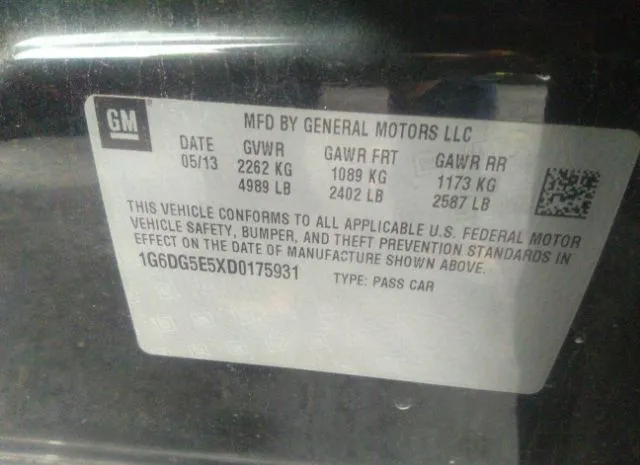 GM
MFD BY GENERAL MOTORS LLC
DATE GVWR GAWR FRT GAWR RR
05/13 2262 KG 1089 KG 1173 KG
4989 LB 2402 LB 2587 LB
THIS VEHICLE CONFORMS TO ALL APPLICABLE U.S. FEDERAL MOTOR
VEHICLE SAFETY, BUMPER, AND THEFT PREVENTION STANDARDS IN
EFFECT ON THE DATE OF MANUFACTURE SHOWN ABOVE.
1G6DG5E5XD0175931 TYPE: PASS CAR